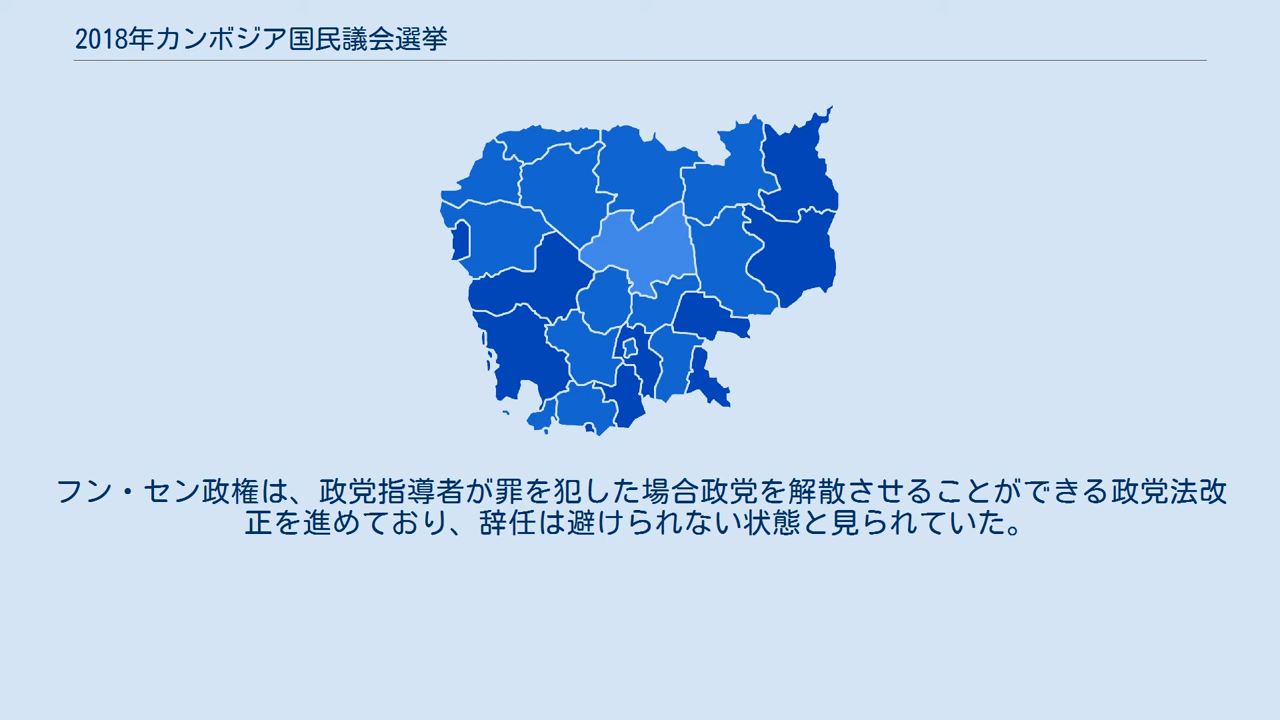 2018年カンボジア国民議会選挙
フン・セン政権は、政党指導者が罪を犯した場合政党を解散させることができる政党法改
正を進めており、辞任は避けられない状態と見られていた。